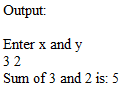 Output:
Enter x and y
3 2
Sum of 3 and 2 is: 5